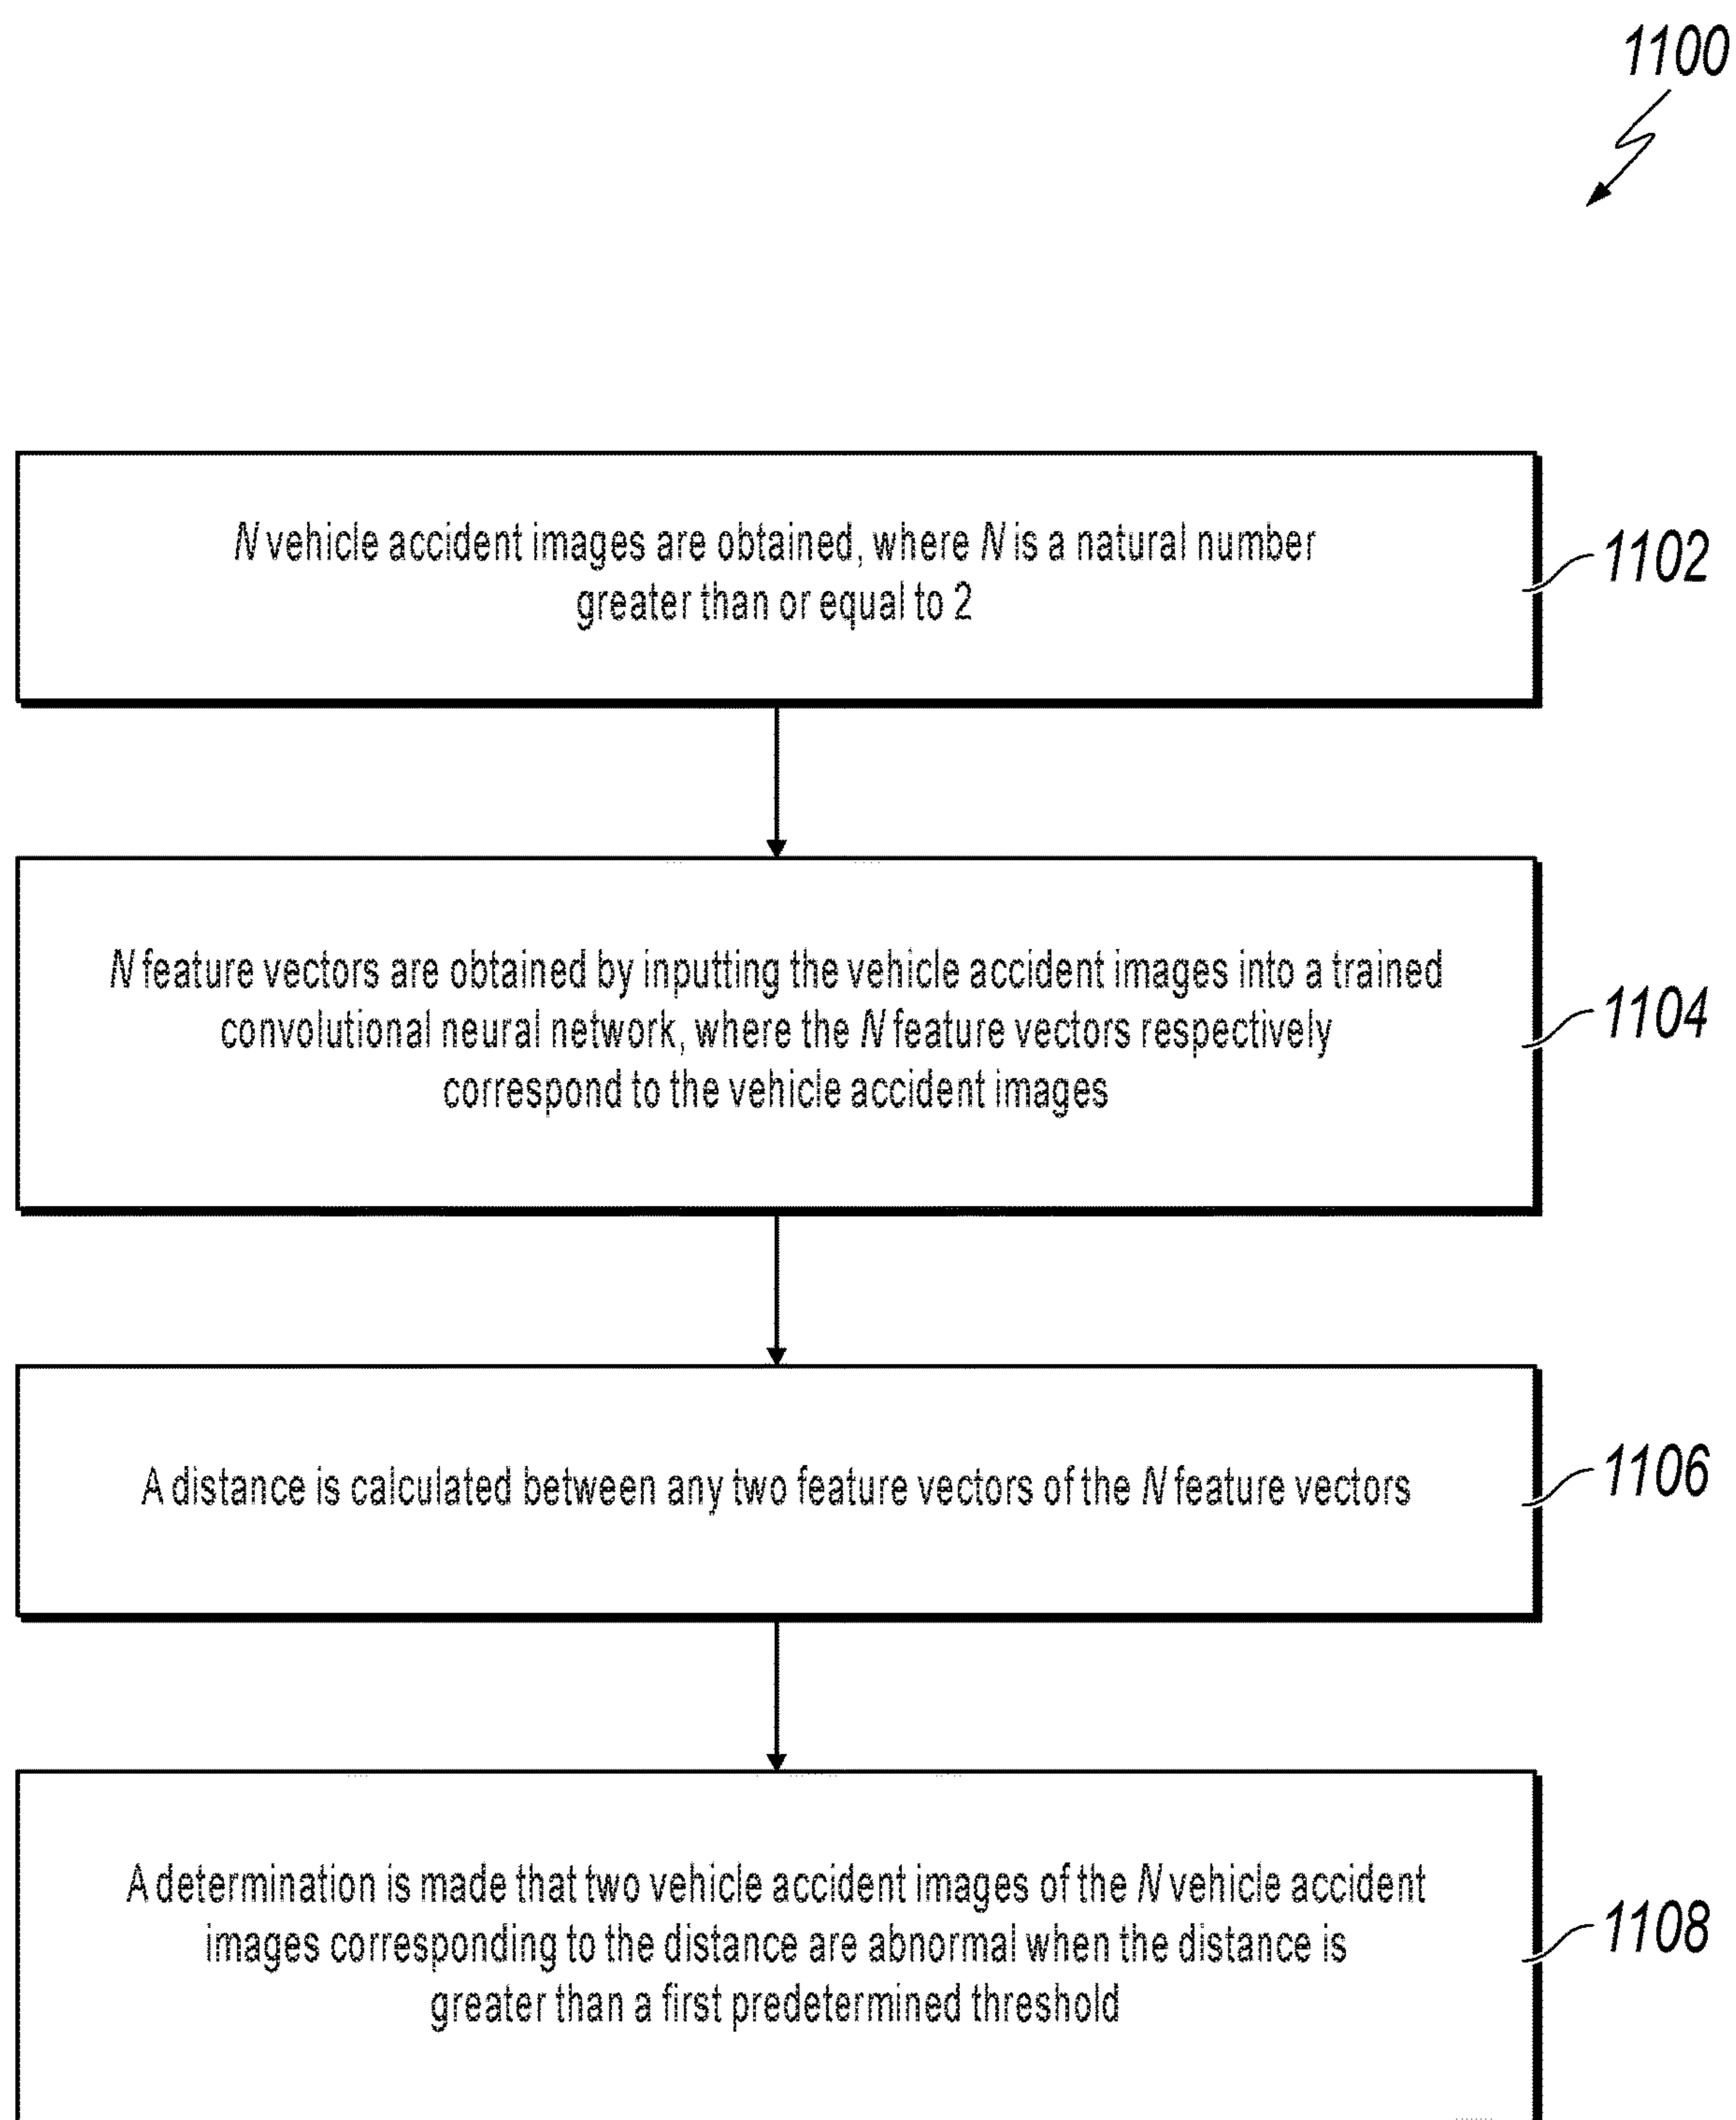 1100
N vehicle accident images are obtained, where N is a natural number
greater than or equal to 2
1102
N feature vectors are obtained by inputting the vehicle accident images into a trained
convolutional neural network, where the N feature vectors respectively
correspond to the vehicle accident images
1104
A distance is calculated between any two feature vectors of the N feature vectors
1106
A determination is made that two vehicle accident images of the N vehicle accident
images corresponding to the distance are abnormal when the distance is
greater than a first predetermined threshold
1108